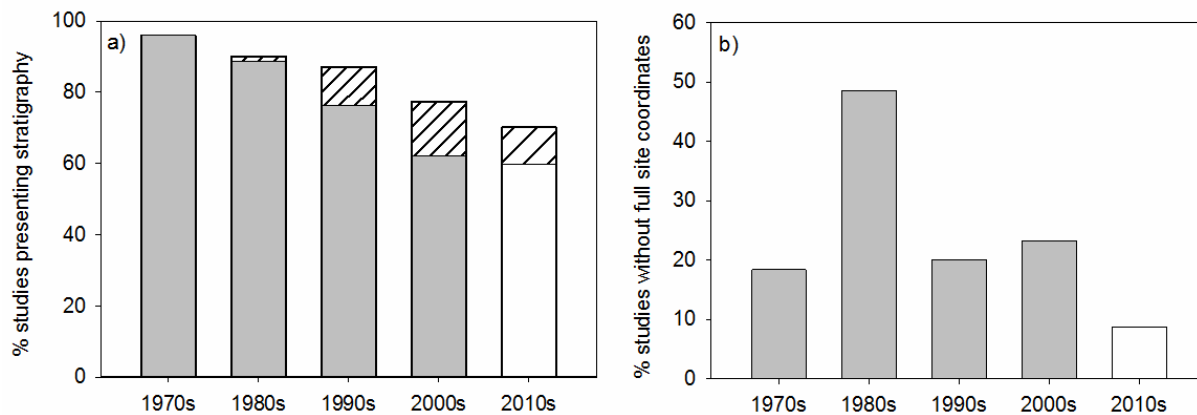 % studies presenting stratigraphy
a)
100
80
60
40
20
0
1970s 1980s 1990s 2000s 2010s
% studies without full site coordinates
b)
60
50
40
30
20
10
0
1970s 1980s 1990s 2000s 2010s